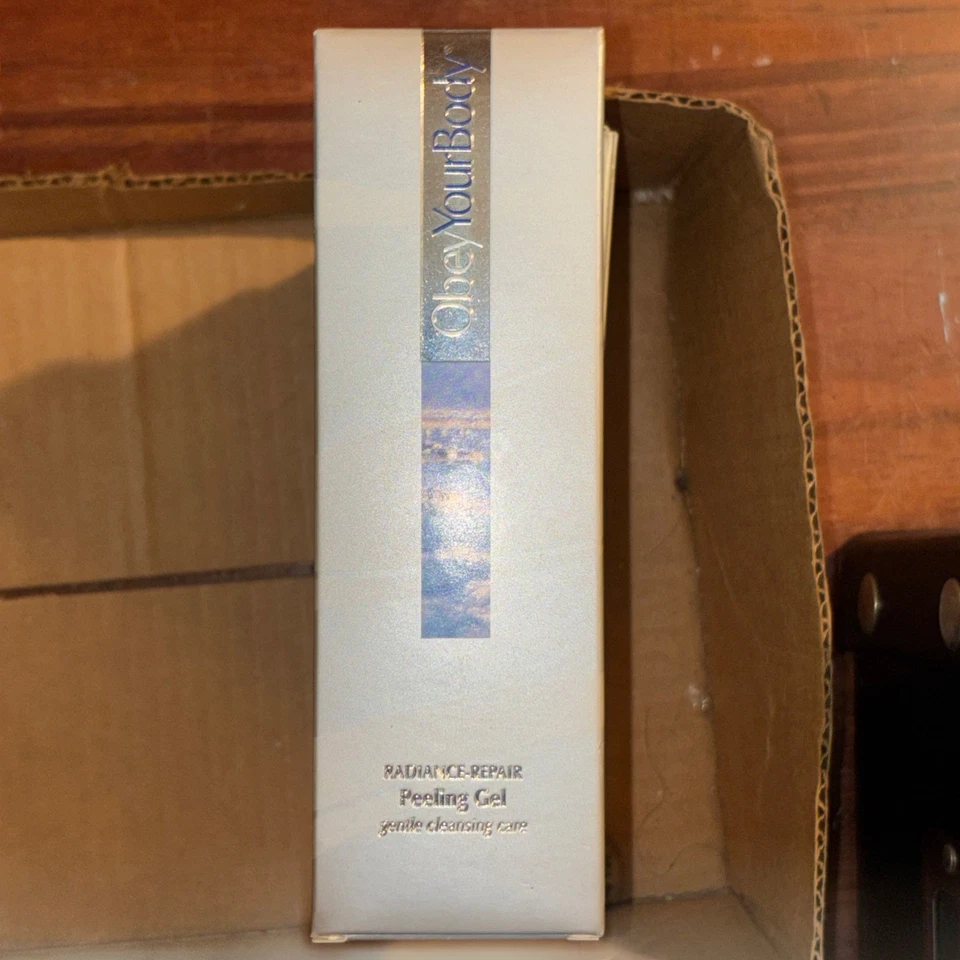 ObeyYourBody®
RADIANCE-REPAIR
Peeling Gel
gentle cleansing care